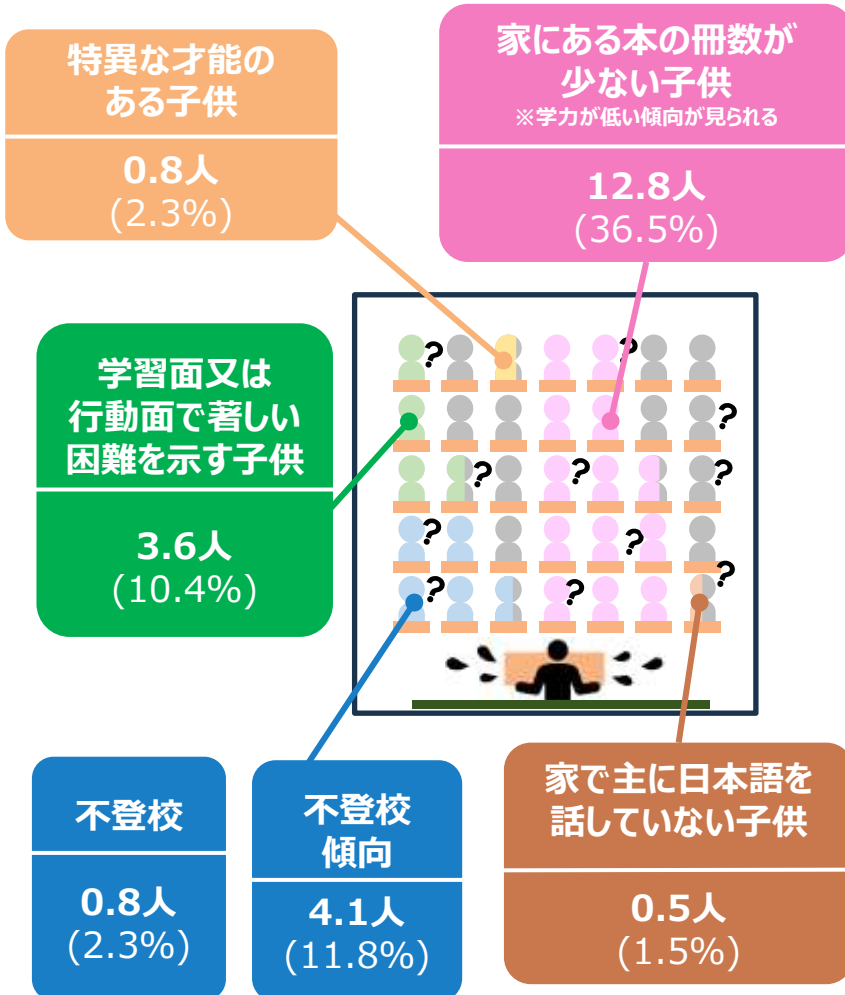 特異な才能の
ある子供
0.8人
(2.3%)
家にある本の冊数が
少ない子供
※学力が低い傾向が見られる
12.8人
(36.5%)
学習面又は
行動面で著しい
困難を示す子供
3.6人
(10.4%)
?
?
?
?
?
?
?
?
?
?
?
不登校
0.8人
(2.3%)
不登校
傾向
4.1人
(11.8%)
家で主に日本語を
話していない子供
0.5人
(1.5%)